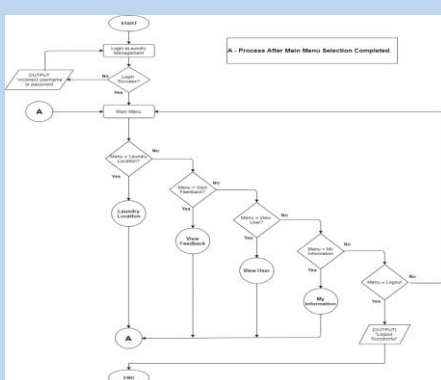 START
Login eLaundry
Management
A - Process After Main Menu Selection Completed.
OUTPUT
"Incorrect username
or password
No
Login
Success?
Yes
A
Main Menu
Menu = Laundry
Location?
No
Yes
Menu = View
Feedback?
No
Yes
Laundry
Location
Menu = View
User?
No
Yes
View
Feedback
Menu = My
Information
No
Yes
View User
Menu = Logout
No
Yes
My
Information
A
[OUTPUT]
"Logout
Successful"
END